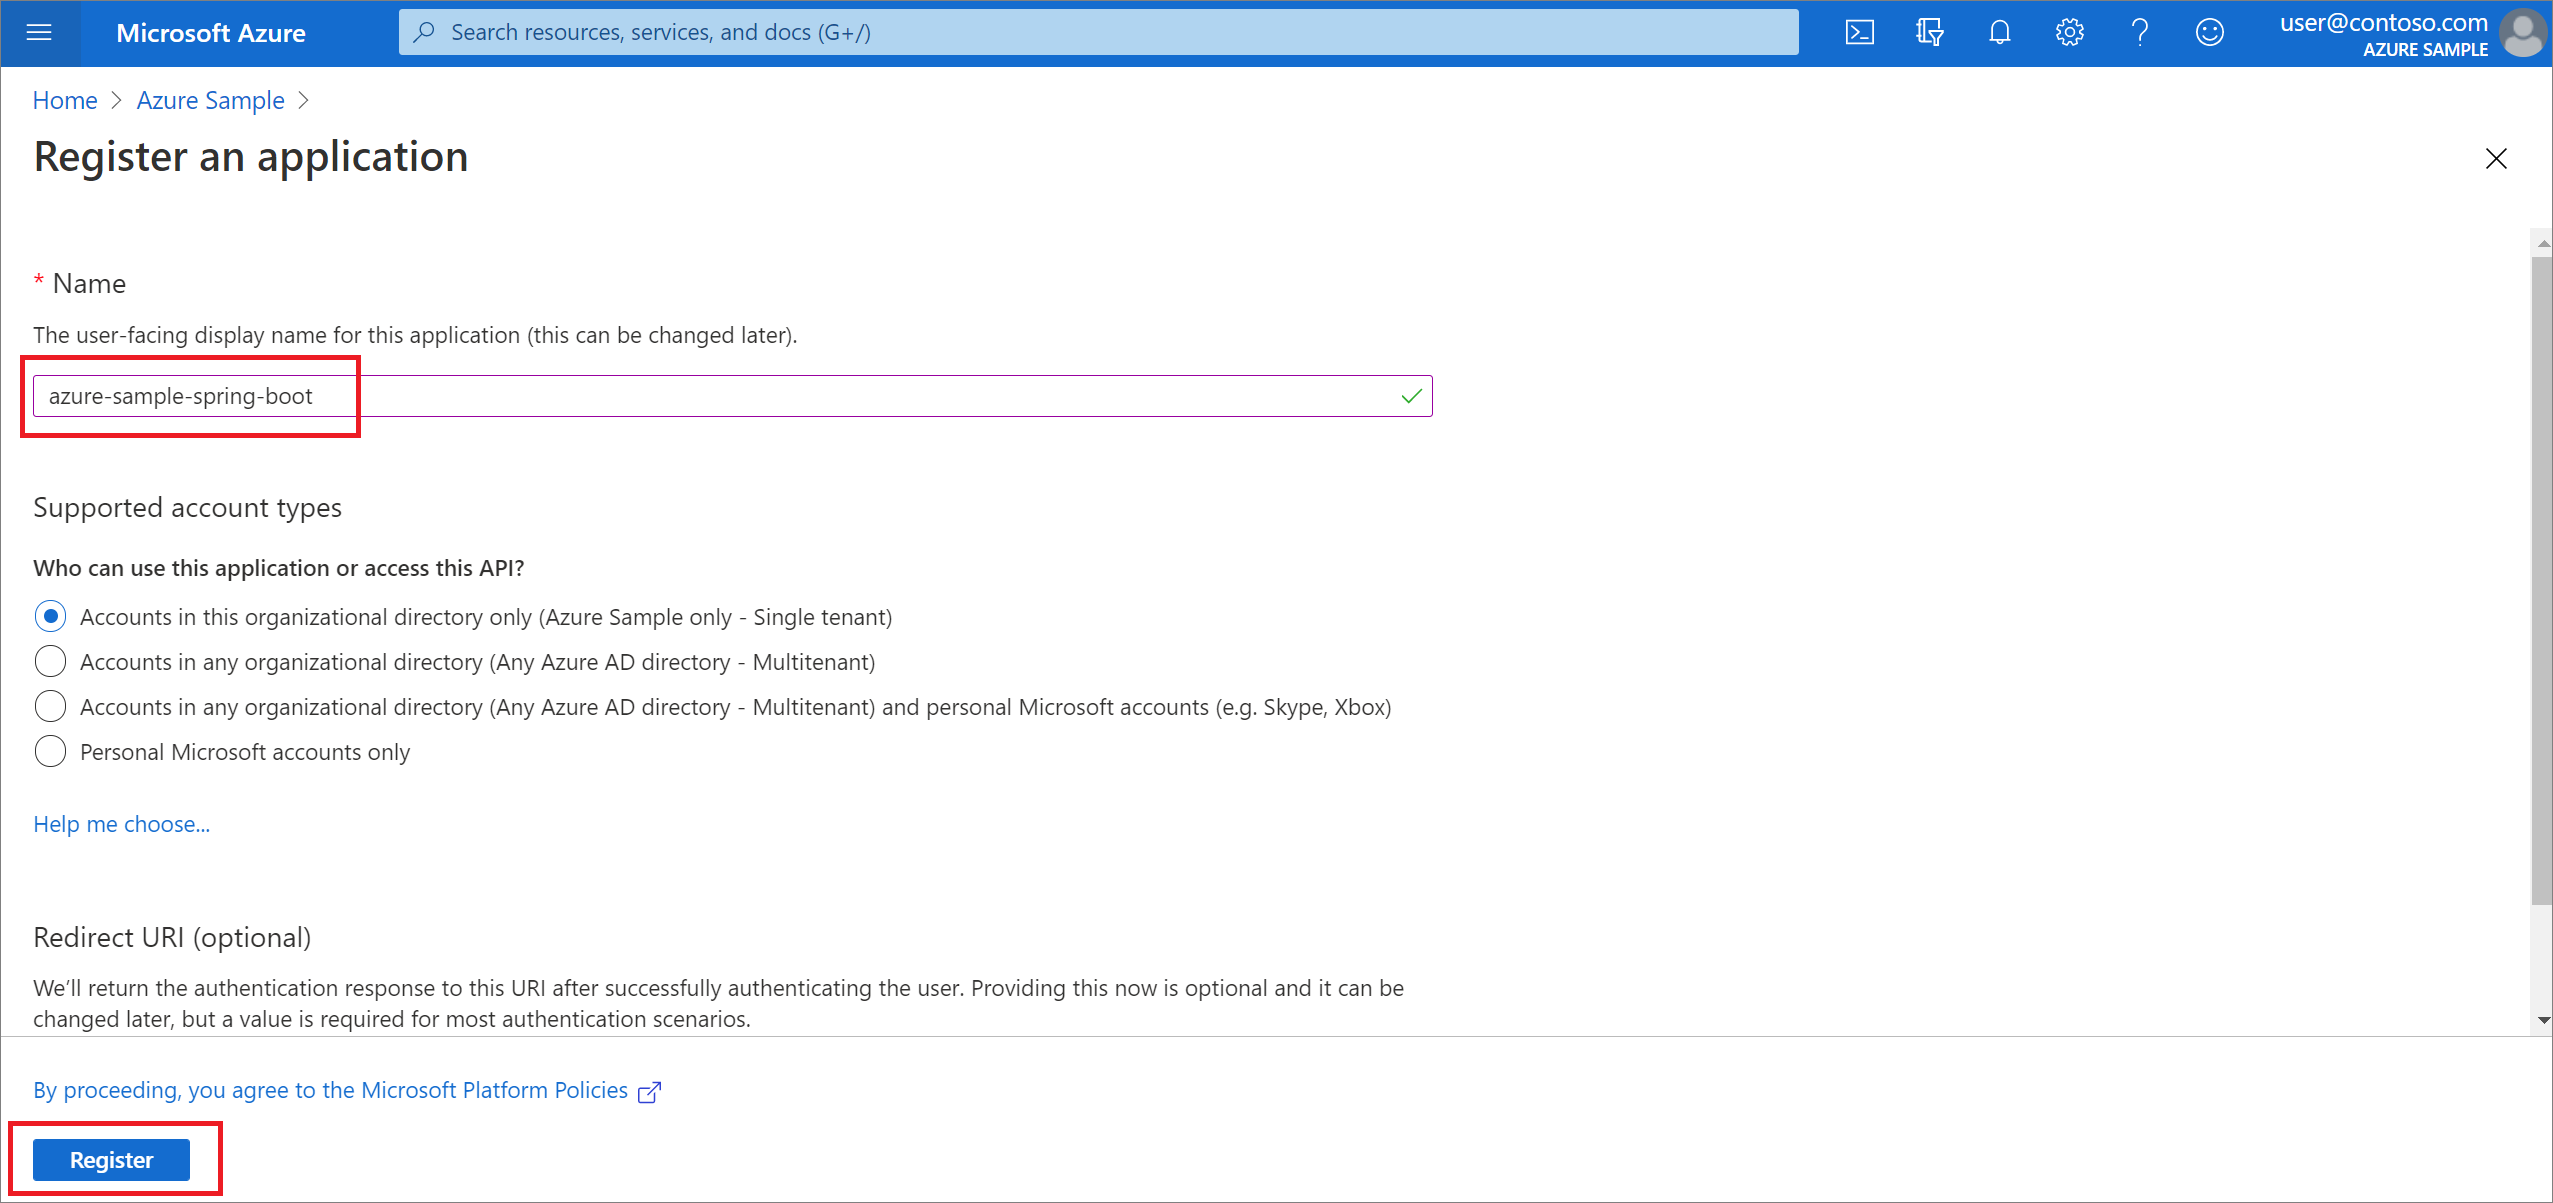 Microsoft Azure
Search resources, services, and docs (G+/)
user@contoso.com
AZURE SAMPLE
Home > Azure Sample >
Register an application
* Name
The user-facing display name for this application (this can be changed later).
azure-sample-spring-boot
Supported account types
Who can use this application or access this API?
Accounts in this organizational directory only (Azure Sample only - Single tenant)
Accounts in any organizational directory (Any Azure AD directory - Multitenant)
Accounts in any organizational directory (Any Azure AD directory - Multitenant) and personal Microsoft accounts (e.g. Skype, Xbox)
Personal Microsoft accounts only
Help me choose...
Redirect URI (optional)
We'll return the authentication response to this URI after successfully authenticating the user. Providing this now is optional and it can be
changed later, but a value is required for most authentication scenarios.
By proceeding, you agree to the Microsoft Platform Policies
Register